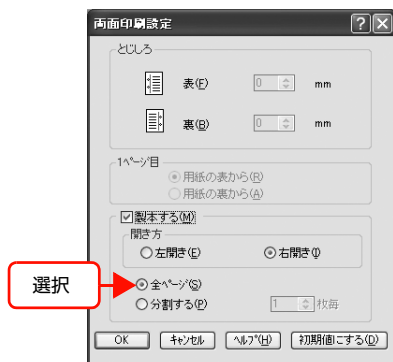 両面印刷設定
とじしろ
表(F) 0 mm
裏(B) 0 mm
1ページ目
用紙の表から(R)
用紙の裏から(A)
製本する(M)
開き方
左開き(E) 右開き(I)
選択
全ページ(S)
分割する(P) 1 枚毎
OK キャンセル ヘルプ(H) 初期値にする(D)